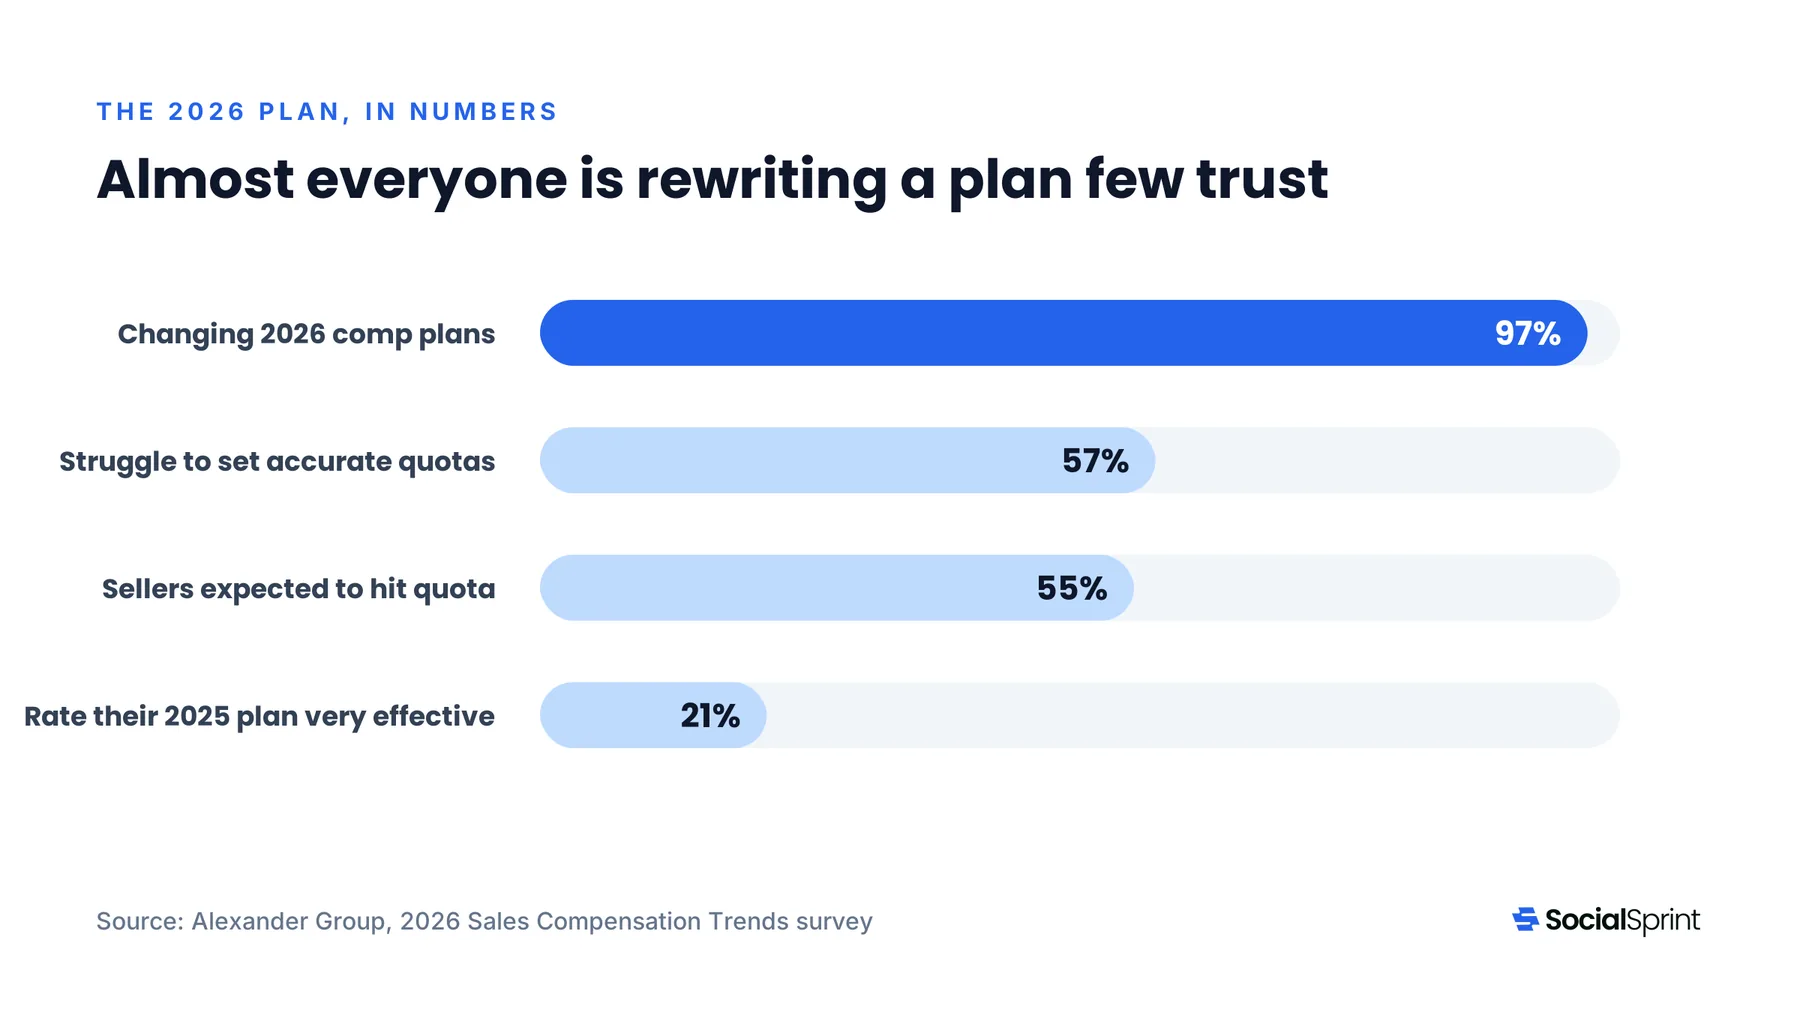 THE 2026 PLAN, IN NUMBERS
Almost everyone is rewriting a plan few trust
Changing 2026 comp plans 97%
Struggle to set accurate quotas 57%
Sellers expected to hit quota 55%
Rate their 2025 plan very effective 21%
Source: Alexander Group, 2026 Sales Compensation Trends survey
SocialSprint